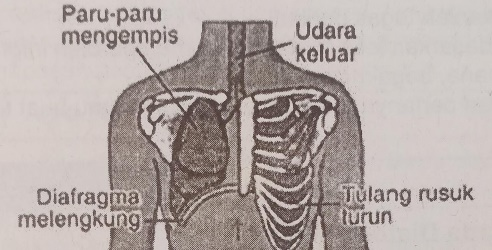 Paru-paru
mengempis
Udara
keluar
Diafragma
melengkung
Tulang rusuk
turun